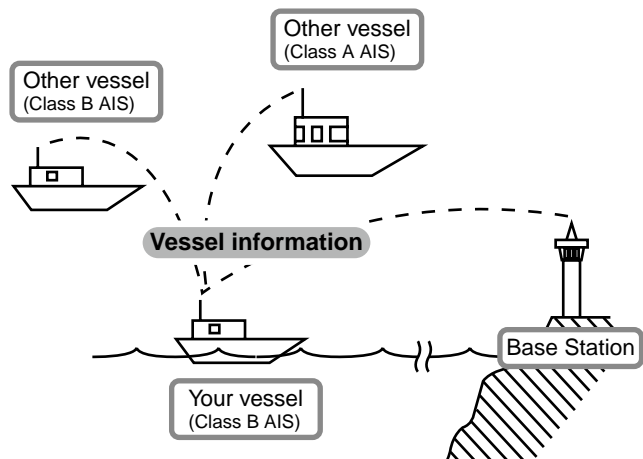 Other vessel
(Class A AIS)
Other vessel
(Class B AIS)
Vessel information
Base Station
Your vessel
(Class B AIS)